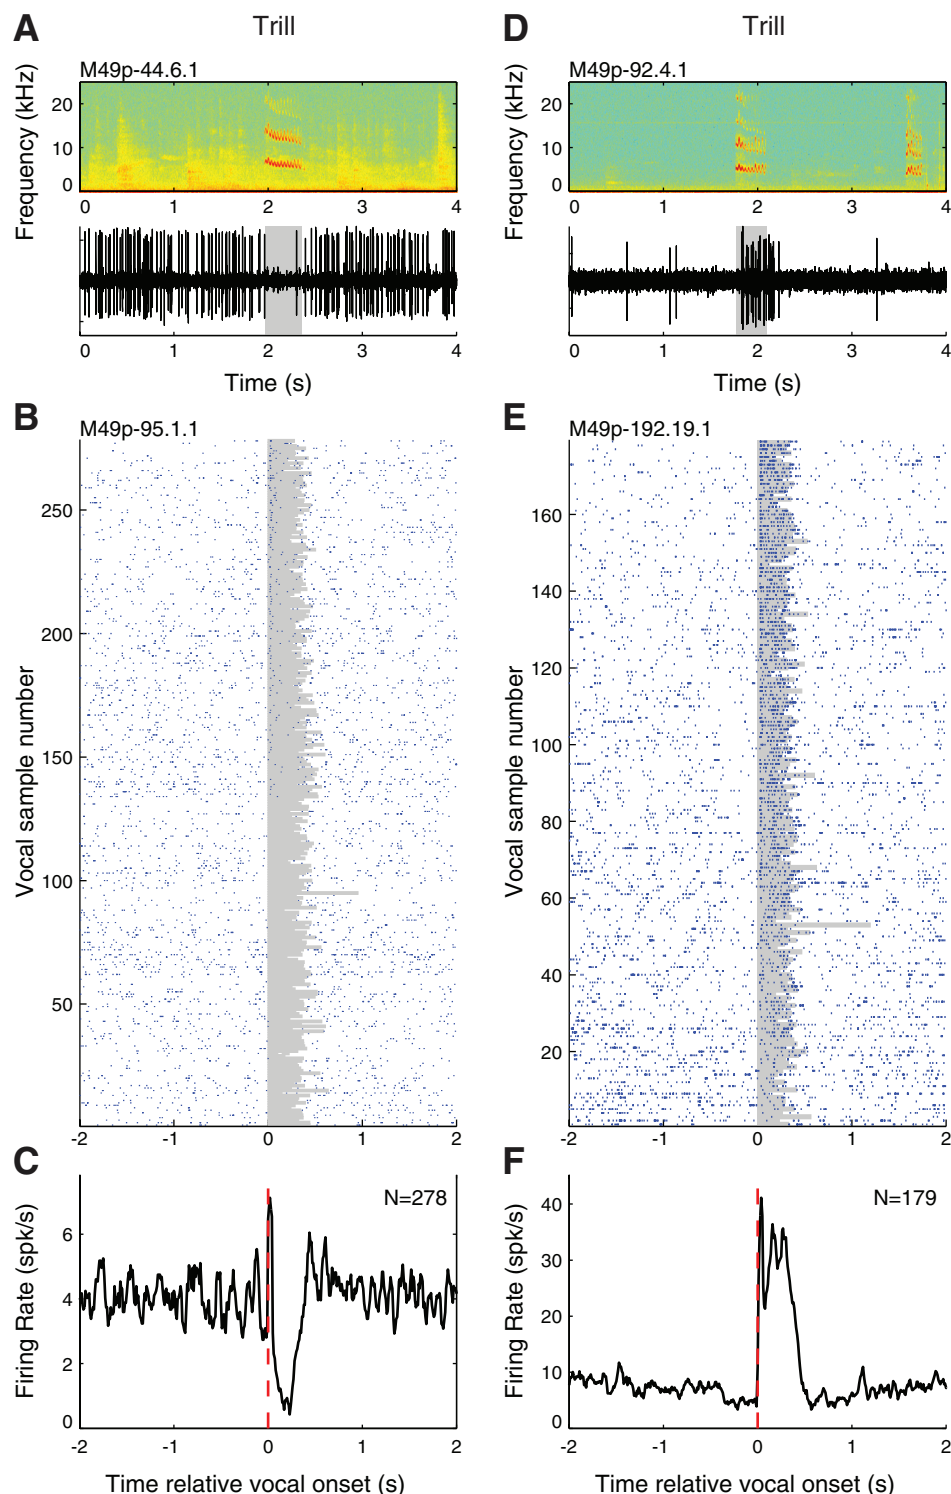 A
Trill
M49p-44.6.1
Frequency (kHz)
20
10
0
0 1 2 3 4
0 1 2 3 4
Time (s)
B
M49p-95.1.1
Vocal sample number
250
200
150
100
50
-2 -1 0 1 2
C
N=278
Firing Rate (spk/s)
6
4
2
0
-2 -1 0 1 2
Time relative vocal onset (s)
D
Trill
M49p-92.4.1
Frequency (kHz)
20
10
0
0 1 2 3 4
0 1 2 3 4
Time (s)
E
M49p-192.19.1
Vocal sample number
160
140
120
100
80
60
40
20
-2 -1 0 1 2
F
N=179
Firing Rate (spk/s)
40
30
20
10
0
-2 -1 0 1 2
Time relative vocal onset (s)